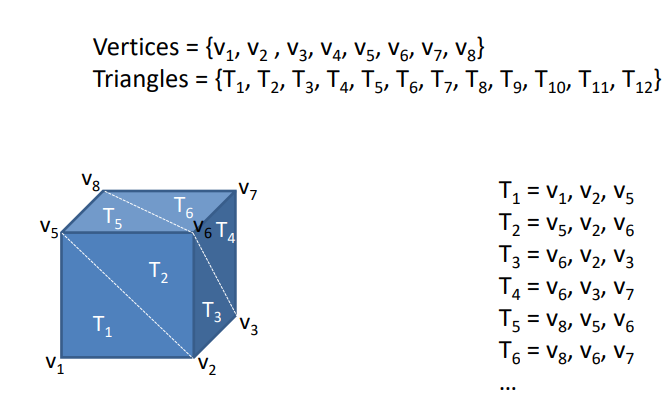 Vertices = {v₁, v₂ , v₃, v₄, v₅, v₆, v₇, v₈}
Triangles = {T₁, T₂, T₃, T₄, T₅, T₆, T₇, T₈, T₉, T₁₀, T₁₁, T₁₂}
v₈
v₇
T₅
T₆
v₅
v₆
T₄
T₂
T₁
T₃
v₃
v₁
v₂
T₁ = v₁, v₂, v₅
T₂ = v₅, v₂, v₆
T₃ = v₆, v₂, v₃
T₄ = v₆, v₃, v₇
T₅ = v₈, v₅, v₆
T₆ = v₈, v₆, v₇
...